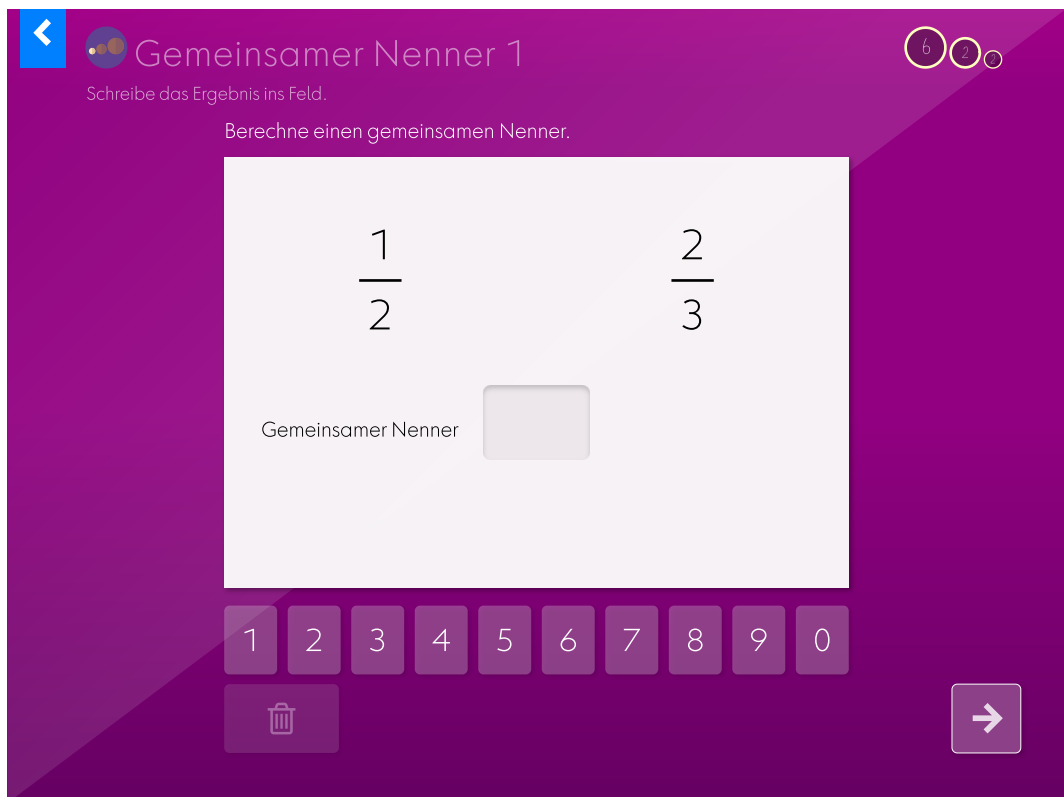 Gemeinsamer Nenner 1
6 2 2
Schreibe das Ergebnis ins Feld.
Berechne einen gemeinsamen Nenner.
1 2
2 3
Gemeinsamer Nenner
1 2 3 4 5 6 7 8 9 0